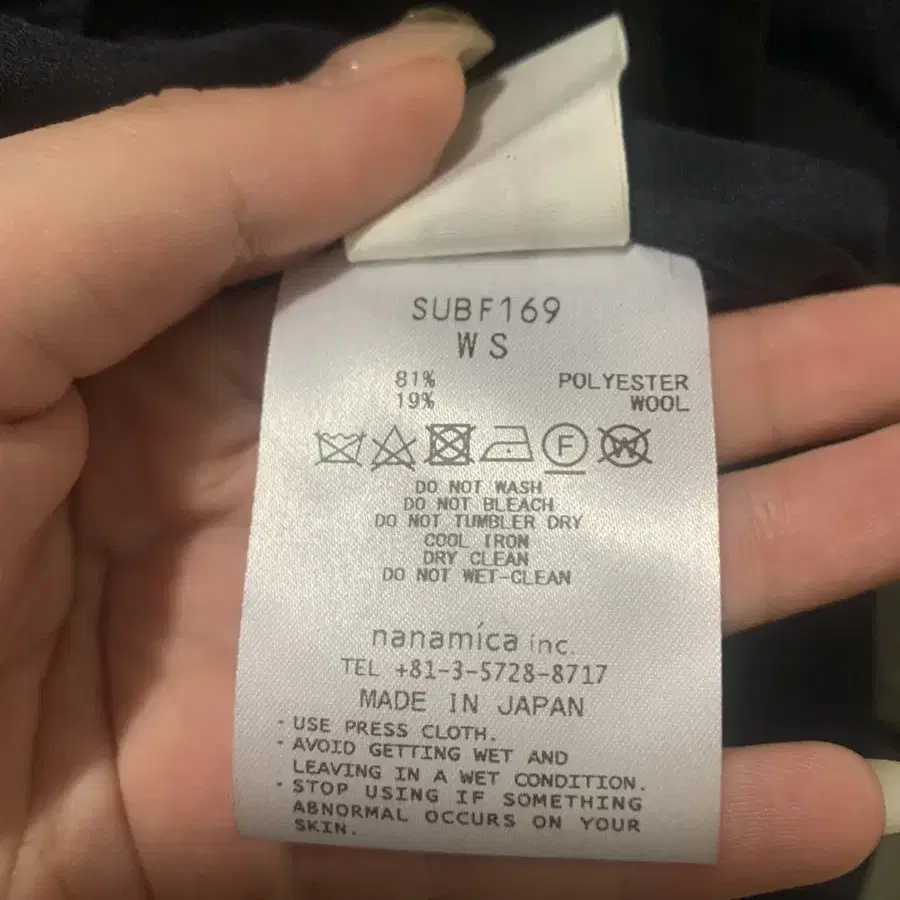 SUBF169
WS
81% POLYESTER
19% WOOL
F W
DO NOT WASH
DO NOT BLEACH
DO NOT TUMBLER DRY
COOL IRON
DRY CLEAN
DO NOT WET-CLEAN
nanamíca inc.
TEL +81-3-5728-8717
MADE IN JAPAN
・USE PRESS CLOTH.
・AVOID GETTING WET AND
LEAVING IN A WET CONDITION.
・STOP USING IF SOMETHING
ABNORMAL OCCURS ON YOUR
SKIN.